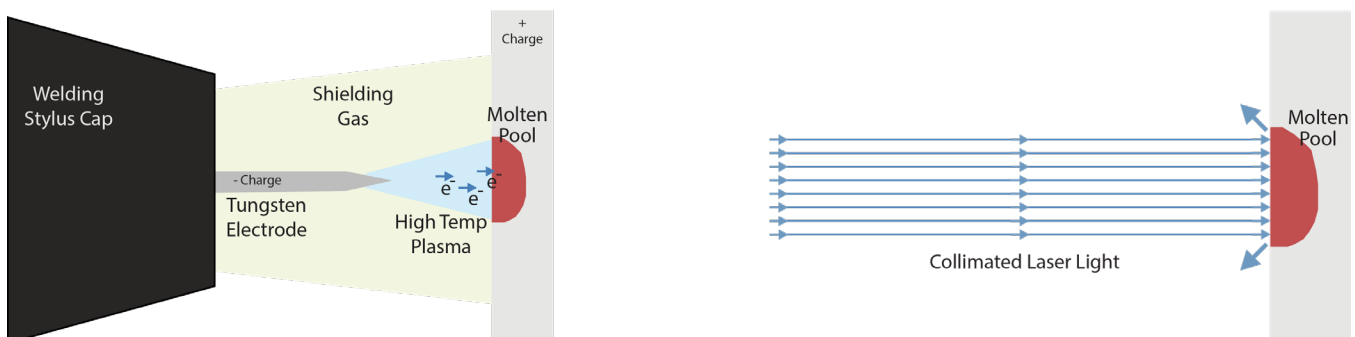 Welding
Stylus Cap
Shielding
Gas
+
Charge
Molten
Pool
- Charge
e-
e-
e-
Tungsten
Electrode
High Temp
Plasma
Molten
Pool
Collimated Laser Light